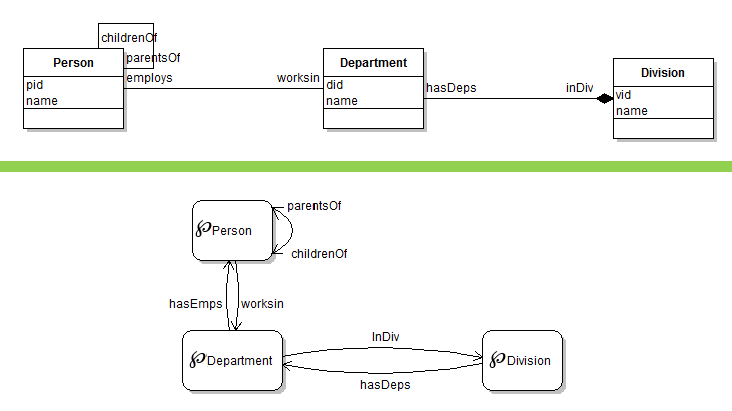 childrenOf
parentsOf
Person
employs
worksin
Department
pid
name
did
name
hasDeps
inDiv
Division
vid
name
parentsOf
℘Person
childrenOf
hasEmps
worksin
℘Department
InDiv
℘Division
hasDeps